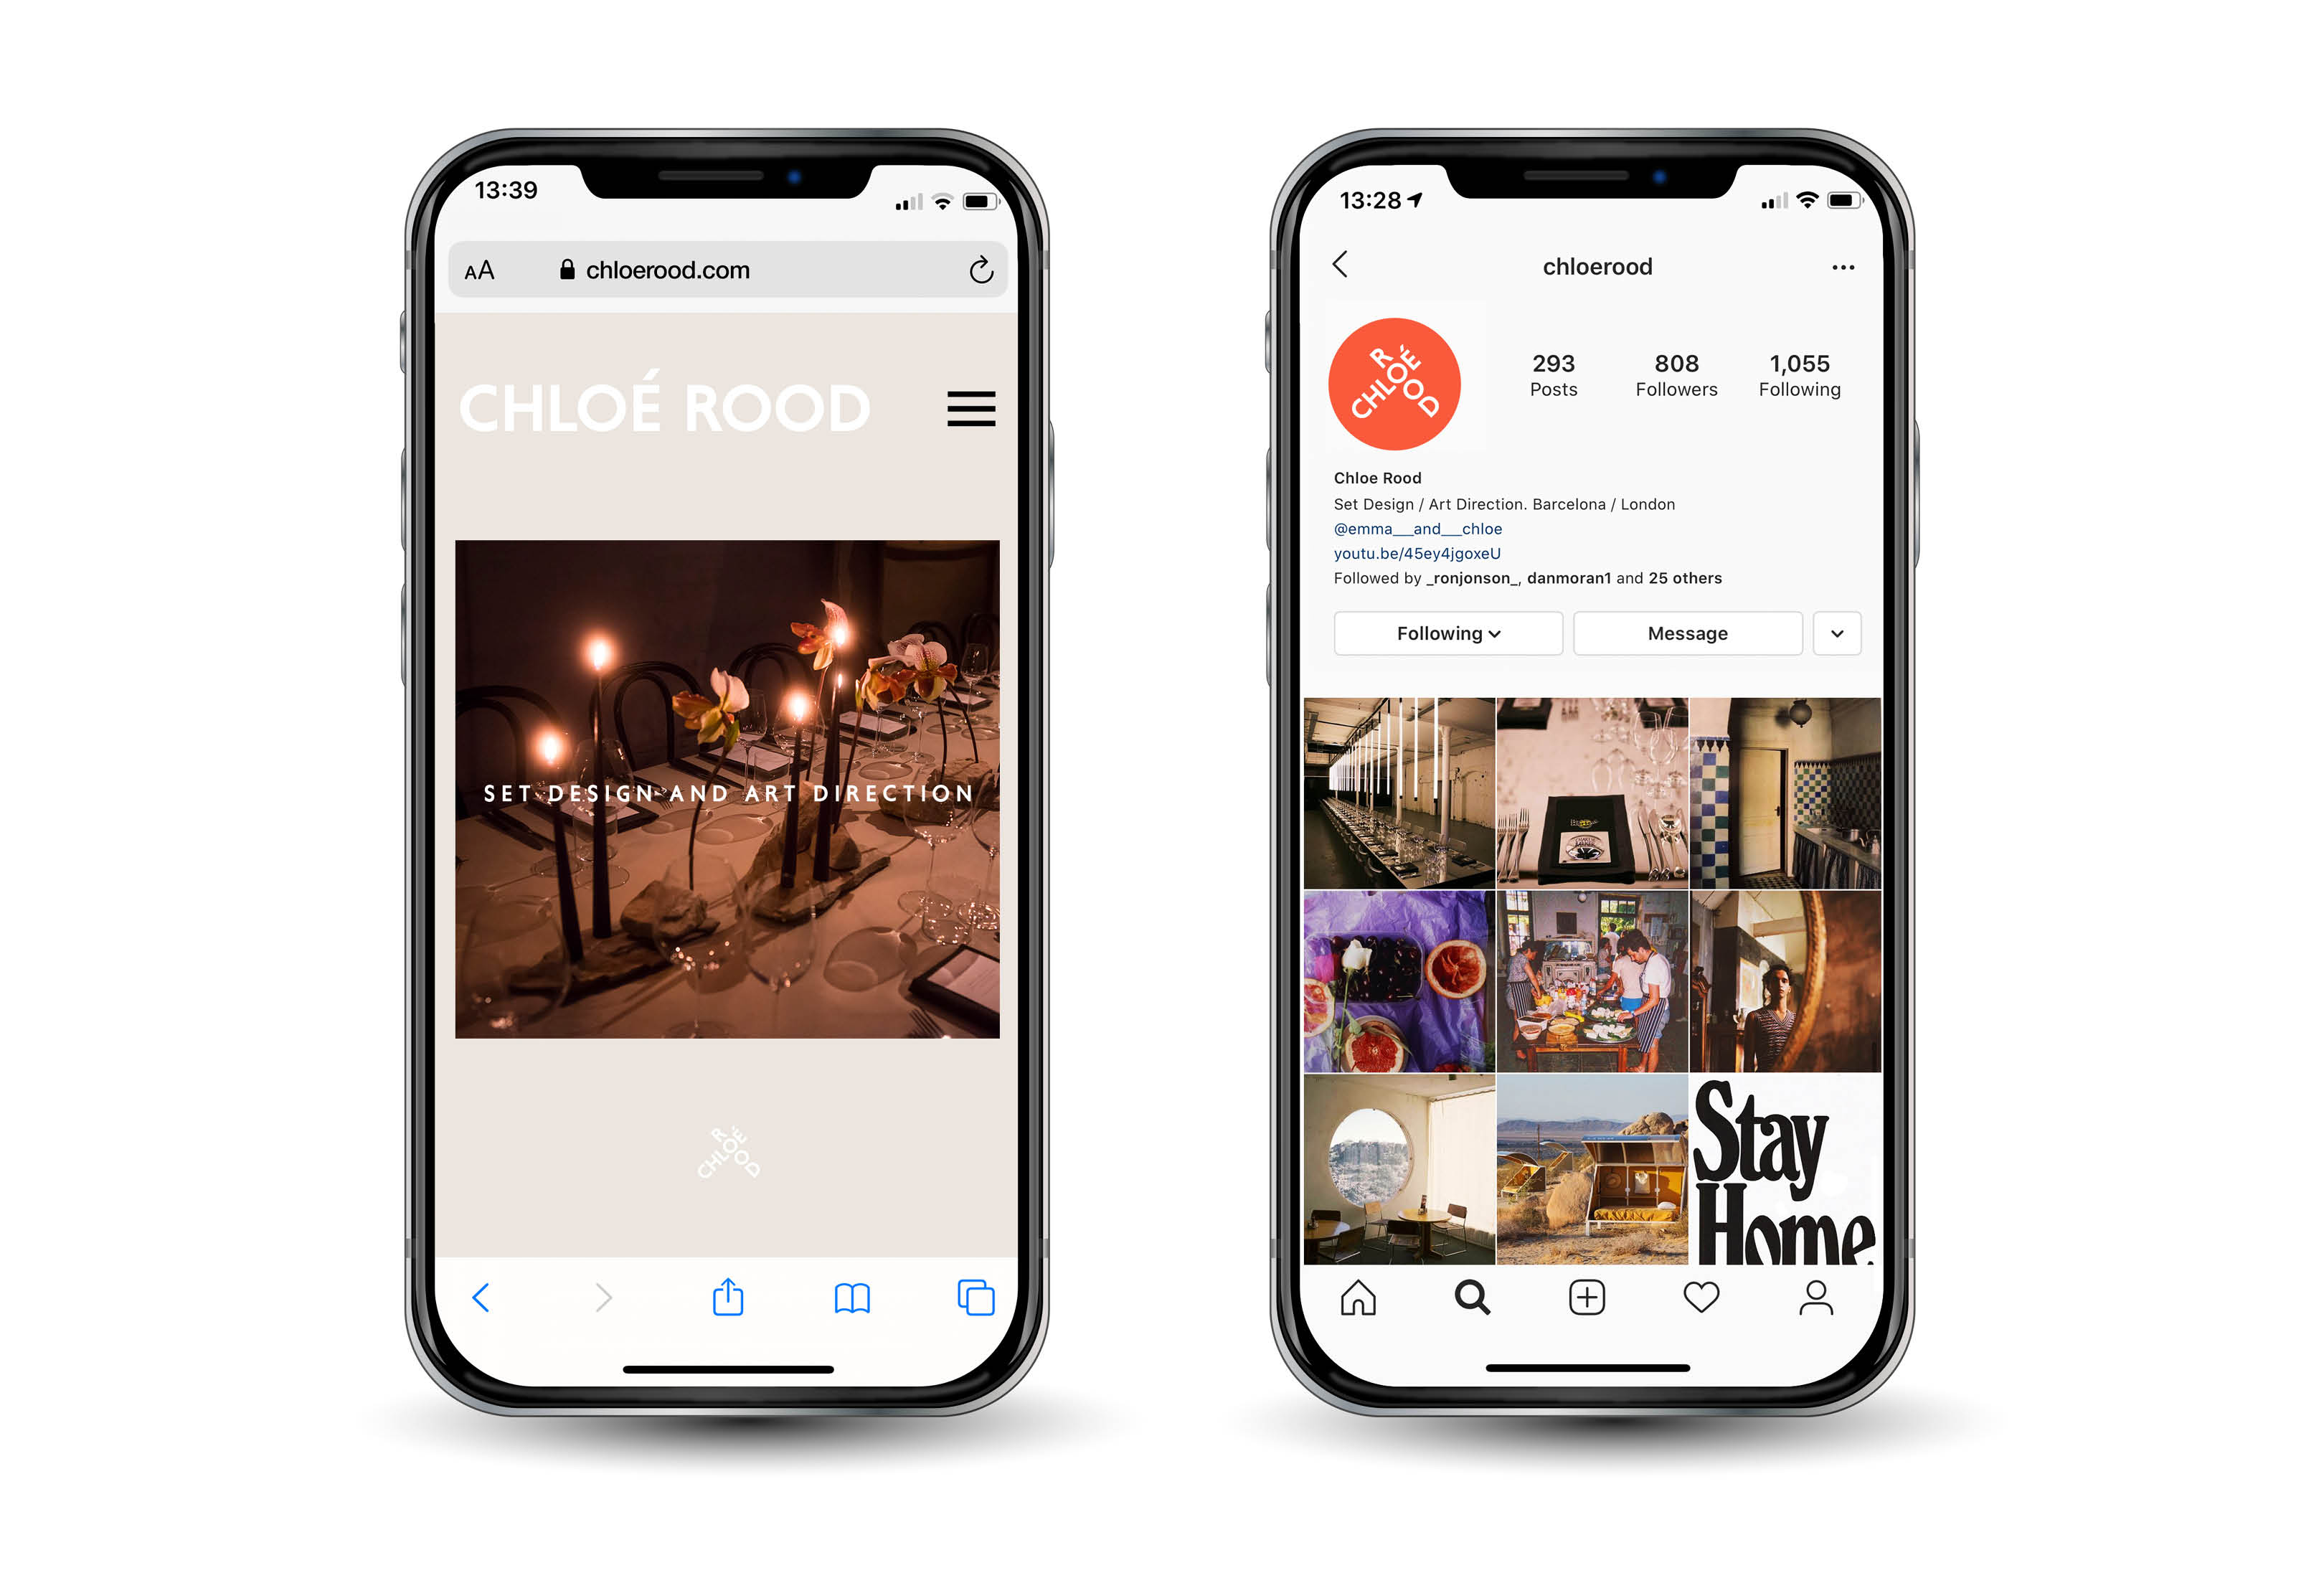 13:39
AA
chloerood.com
CHLOÉ ROOD
SET DESIGN AND ART DIRECTION
CHLOÉ
ROOD
13:28
chloerood
CHLOÉ
ROOD
293
808
1,055
Posts
Followers
Following
Chloe Rood
Set Design / Art Direction. Barcelona / London
@emma__and__chloe
youtu.be/45ey4jgoxeU
Followed by _ronjonson_, danmoran1 and 25 others
Following
Message
Stay
Home